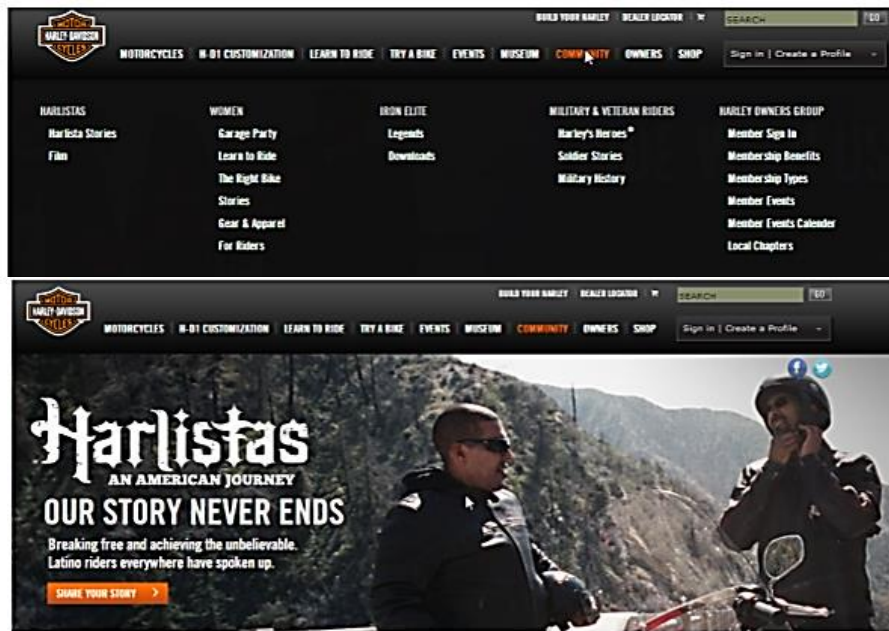 BUILD YOUR HARLEY DEALER LOCATOR SEARCH GO
MOTOR
HARLEY-DAVIDSON
CYCLES
MOTORCYCLES H-D1 CUSTOMIZATION LEARN TO RIDE TRY A BIKE EVENTS MUSEUM COMMUNITY OWNERS SHOP Sign in | Create a Profile
HARLISTAS WOMEN IRON ELITE MILITARY & VETERAN RIDERS HARLEY OWNERS GROUP
Harlista Stories Garage Party Legends Harley's Heroes® Member Sign In
Film Learn to Ride Downloads Soldier Stories Membership Benefits
The Right Bike Military History Membership Types
Stories Member Events
Gear & Apparel Member Events Calender
For Riders Local Chapters
BUILD YOUR HARLEY DEALER LOCATOR SEARCH GO
MOTOR
HARLEY-DAVIDSON
CYCLES
MOTORCYCLES H-D1 CUSTOMIZATION LEARN TO RIDE TRY A BIKE EVENTS MUSEUM COMMUNITY OWNERS SHOP Sign in | Create a Profile
Harlistas
AN AMERICAN JOURNEY
OUR STORY NEVER ENDS
Breaking free and achieving the unbelievable.
Latino riders everywhere have spoken up.
SHARE YOUR STORY >